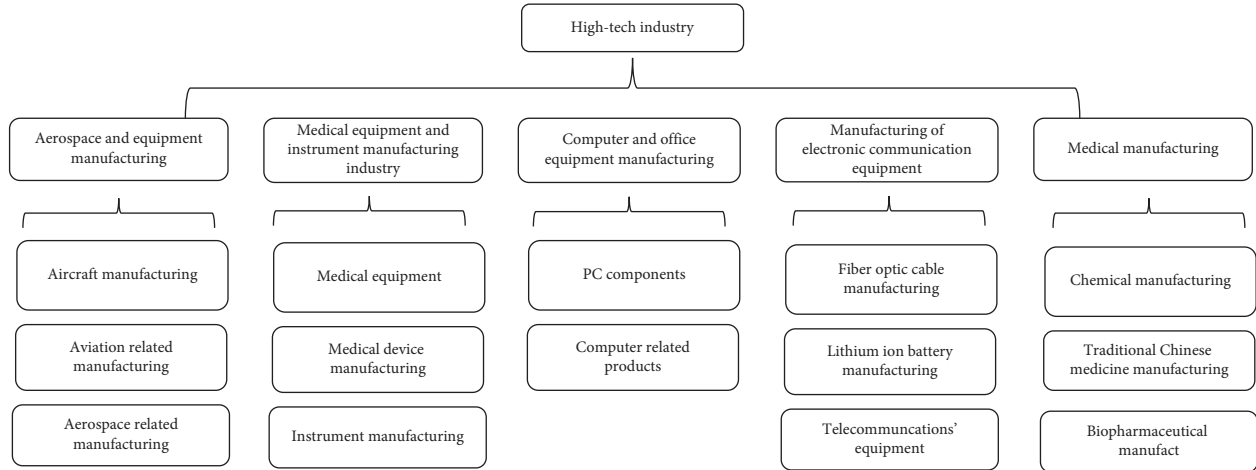 High-tech industry
Aerospace and equipment
manufacturing
Medical equipment and
instrument manufacturing
industry
Computer and office
equipment manufacturing
Manufacturing of
electronic communication
equipment
Medical manufacturing
Aircraft manufacturing
Medical equipment
PC components
Fiber optic cable
manufacturing
Chemical manufacturing
Aviation related
manufacturing
Medical device
manufacturing
Computer related
products
Lithium ion battery
manufacturing
Traditional Chinese
medicine manufacturing
Aerospace related
manufacturing
Instrument manufacturing
Telecommuncations’
equipment
Biopharmaceutical
manufact